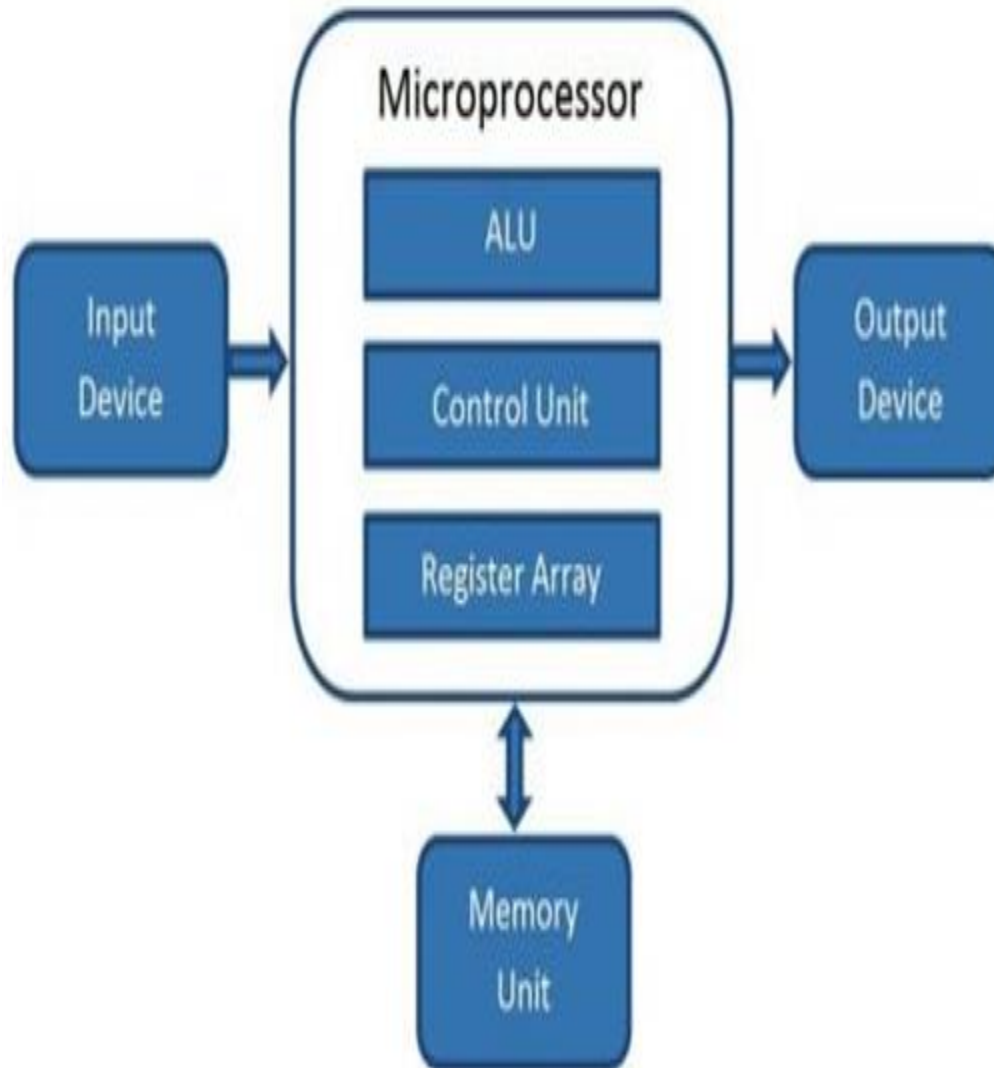 Microprocessor
ALU
Input
Device
Control Unit
Output
Device
Register Array
Memory
Unit